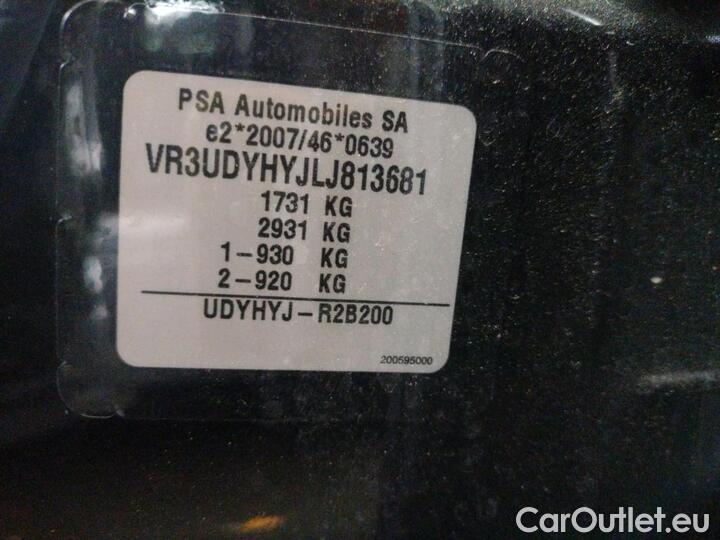 PSA Automobiles SA
e2*2007/46*0639
VR3UDYHYJLJ813681
1731 KG
2931 KG
1-930 KG
2-920 KG
UDYHYJ-R2B200
200595000
CarOutlet.eu